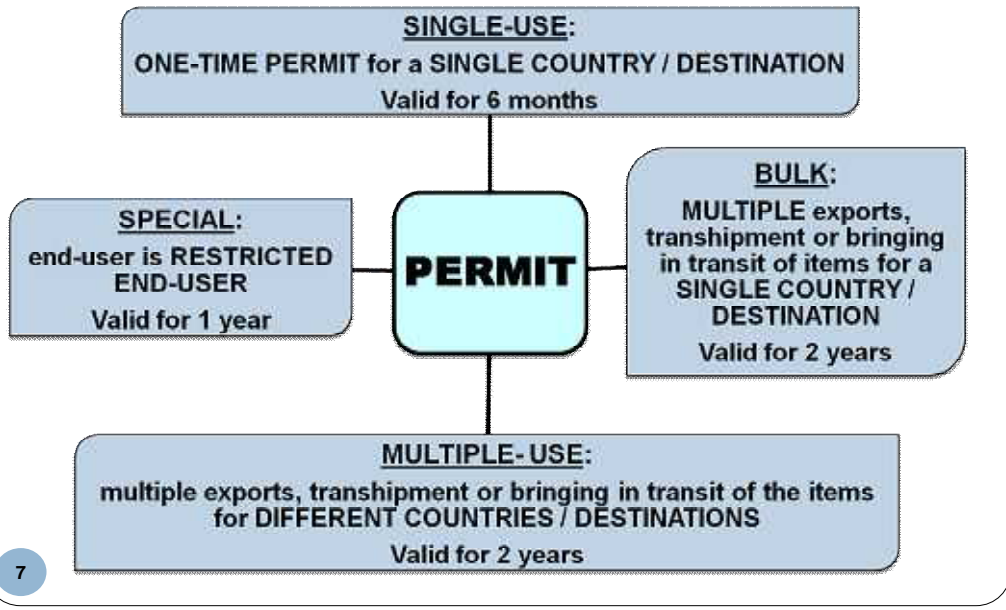 SINGLE-USE:
ONE-TIME PERMIT for a SINGLE COUNTRY / DESTINATION
Valid for 6 months
SPECIAL:
end-user is RESTRICTED
END-USER
Valid for 1 year
PERMIT
BULK:
MULTIPLE exports,
transhipment or bringing
in transit of items for a
SINGLE COUNTRY /
DESTINATION
Valid for 2 years
MULTIPLE- USE:
multiple exports, transhipment or bringing in transit of the items
for DIFFERENT COUNTRIES / DESTINATIONS
Valid for 2 years
7